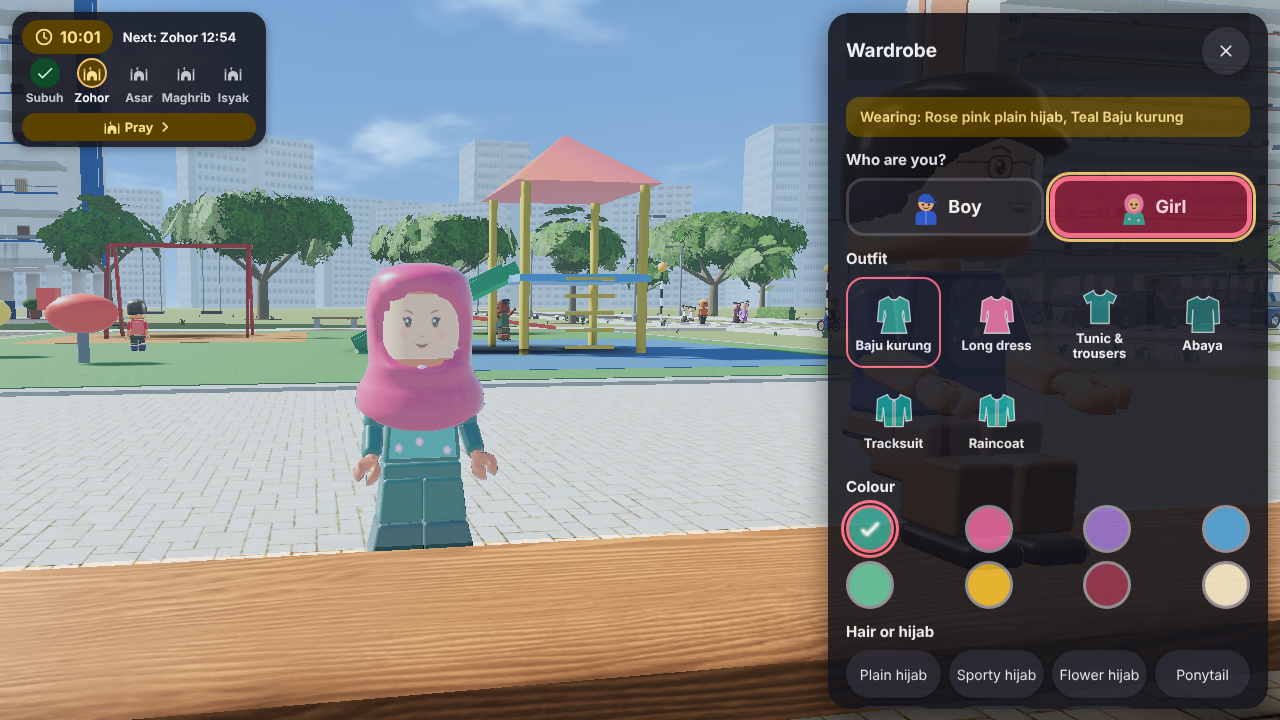 10:01
Next: Zohor 12:54
Subuh
Zohor
Asar
Maghrib
Isyak
Pray
Wardrobe
Wearing: Rose pink plain hijab, Teal Baju kurung
Who are you?
Boy
Girl
Outfit
Baju kurung
Long dress
Tunic &
trousers
Abaya
Tracksuit
Raincoat
Colour
Hair or hijab
Plain hijab
Sporty hijab
Flower hijab
Ponytail